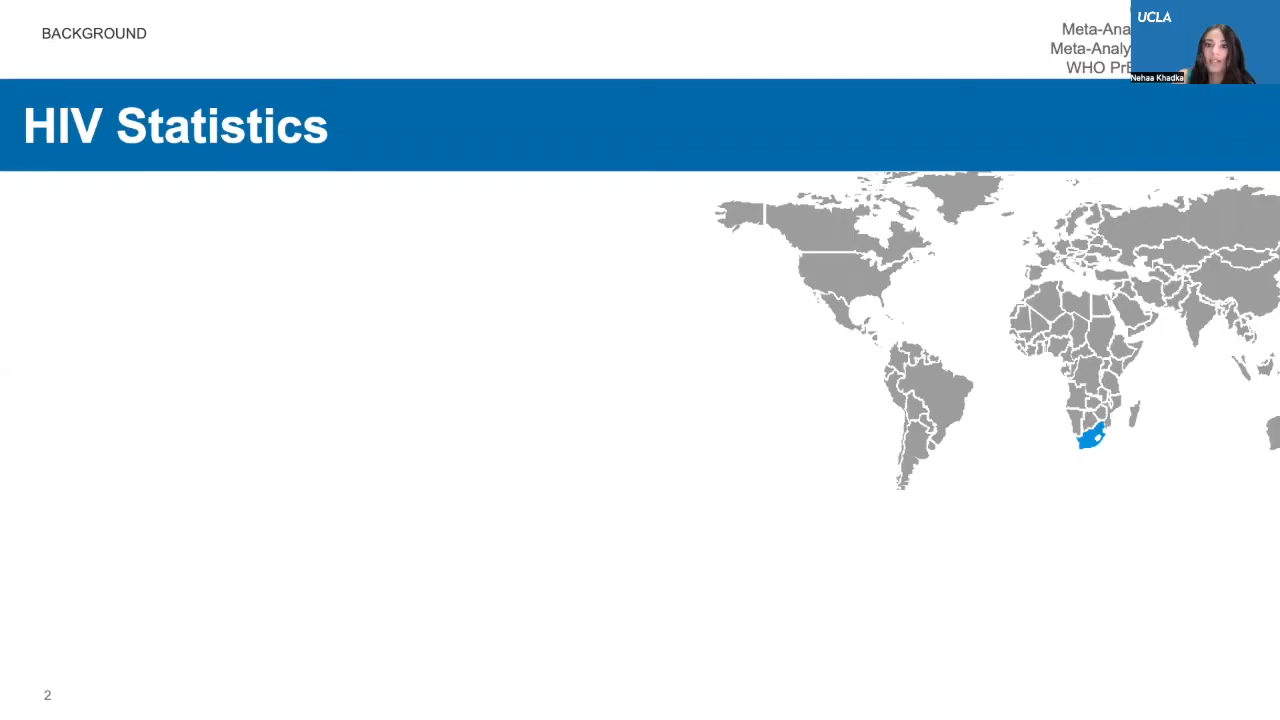 BACKGROUND
Meta-Ana
Meta-Analy
WHO PrE
UCLA
Nehaa Khadka
HIV Statistics
2